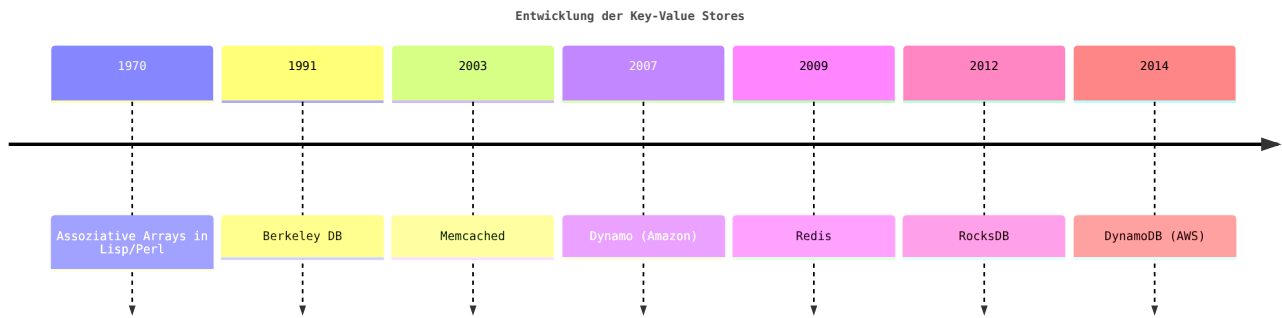 Entwicklung der Key-Value Stores
1970
1991
2003
2007
2009
2012
2014
Assoziative Arrays in
Lisp/Perl
Berkeley DB
Memcached
Dynamo (Amazon)
Redis
RocksDB
DynamoDB (AWS)